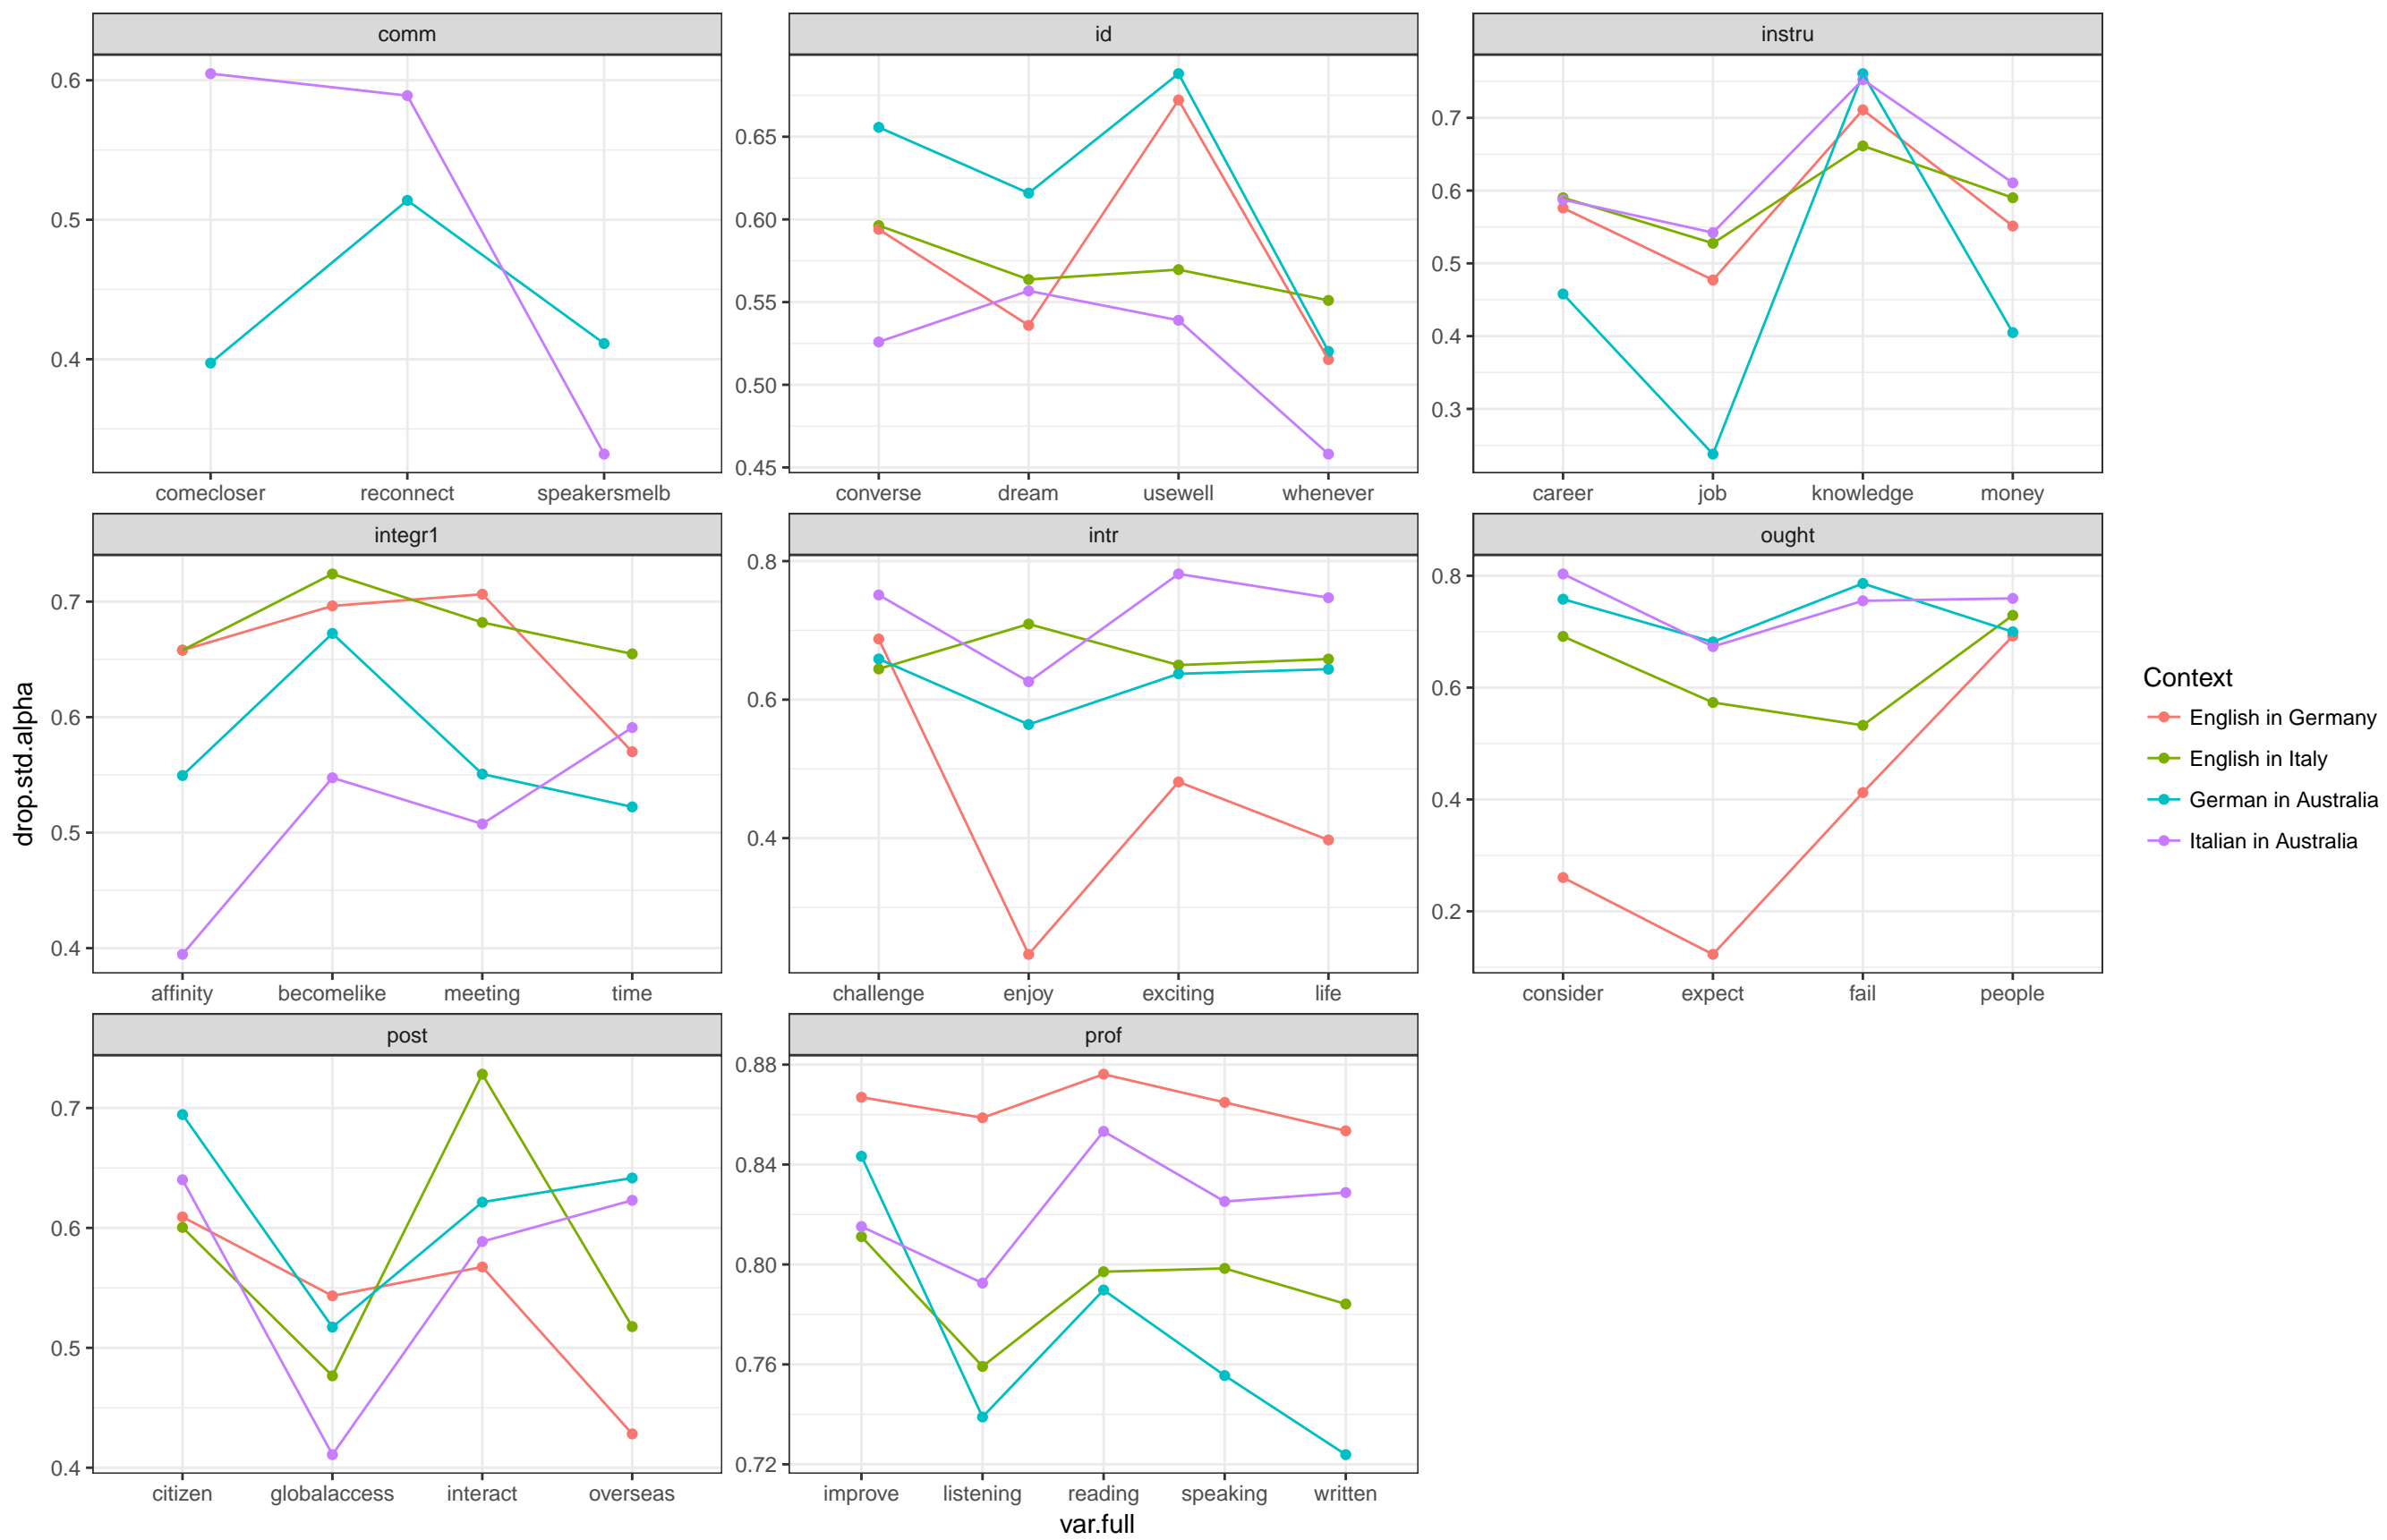 comm
id
instru
0.6
0.5
0.4
0.65
0.60
0.55
0.50
0.45
0.7
0.6
0.5
0.4
0.3
comecloser reconnect speakersmelb
converse dream usewell whenever
career job knowledge money
integr1
intr
ought
0.7
0.6
0.5
0.4
0.8
0.6
0.4
0.8
0.6
0.4
0.2
affinity becomelike meeting time
challenge enjoy exciting life
consider expect fail people
post
prof
0.7
0.6
0.5
0.4
0.88
0.84
0.80
0.76
0.72
citizen globalaccess interact overseas
improve listening reading speaking written
var.full
drop.std.alpha
Context
English in Germany
English in Italy
German in Australia
Italian in Australia